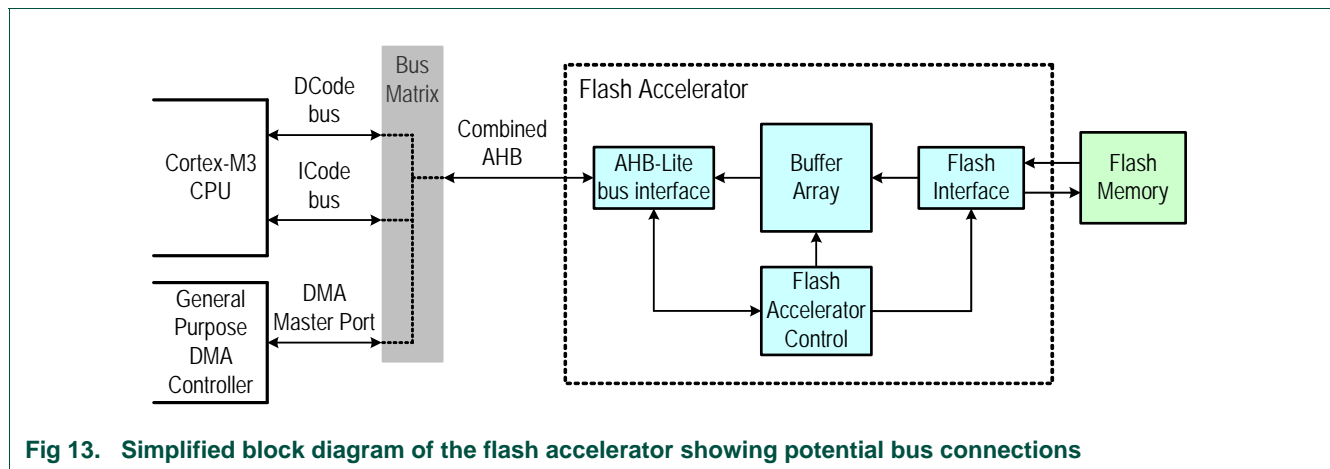 DCode
bus
Bus
Matrix
Cortex-M3
CPU
ICode
bus
General
Purpose
DMA
Controller
DMA
Master Port
Combined
AHB
Flash Accelerator
AHB-Lite
bus interface
Buffer
Array
Flash
Interface
Flash
Memory
Flash
Accelerator
Control
Fig 13. Simplified block diagram of the flash accelerator showing potential bus connections